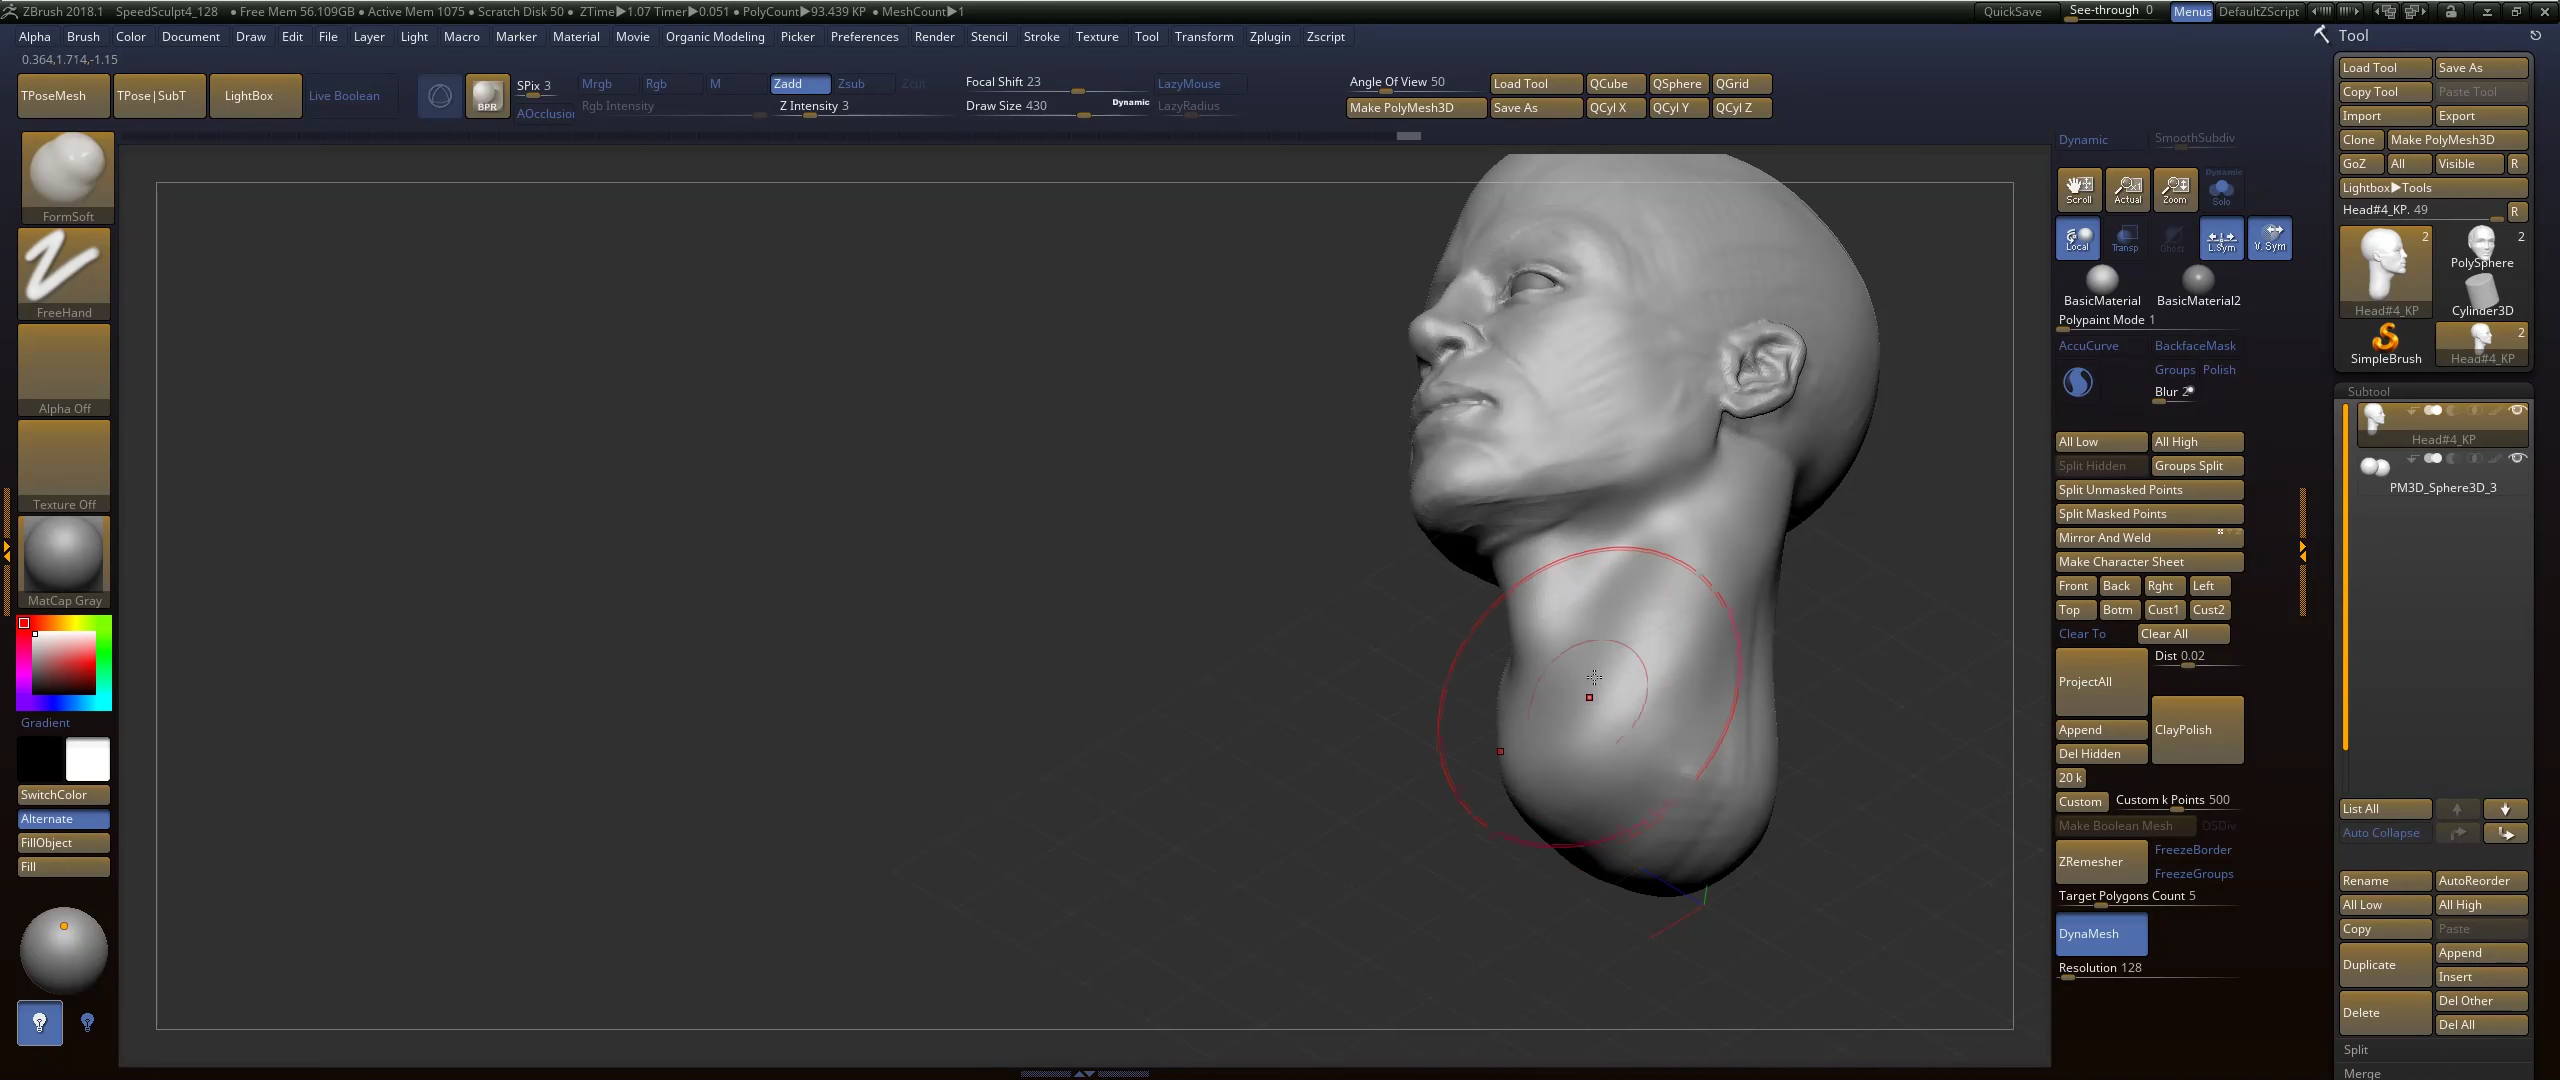 ZBrush 2018.1 SpeedSculpt4_128 ● Free Mem 56.109GB ● Active Mem 1075 ● Scratch Disk 50 ● ZTime▶1.07 Timer▶0.051 ● PolyCount▶93.439 KP ● MeshCount▶1 QuickSave See-through 0 Menus DefaultZScript
Alpha Brush Color Document Draw Edit File Layer Light Macro Marker Material Movie Organic Modeling Picker Preferences Render Stencil Stroke Texture Tool Transform Zplugin Zscript
0.364,1.714,-1.15
TPoseMesh TPose|SubT LightBox Live Boolean
BPR
SPix 3
AOcclusion
Mrgb Rgb M
Rgb Intensity
Zadd Zsub Zcut
Z Intensity 3
Focal Shift 23
Draw Size 430 Dynamic
LazyMouse
LazyRadius
Angle Of View 50 Load Tool QCube QSphere QGrid
Make PolyMesh3D Save As QCyl X QCyl Y QCyl Z
FormSoft
FreeHand
Alpha Off
Texture Off
MatCap Gray
Gradient
SwitchColor
Alternate
FillObject
Fill
Dynamic SmoothSubdiv
Scroll Actual Zoom Dynamic
Solo
Local Transp Ghost L.Sym V. Sym
BasicMaterial BasicMaterial2
Polypaint Mode 1
AccuCurve BackfaceMask
Groups Polish
Blur 2
All Low All High
Split Hidden Groups Split
Split Unmasked Points
Split Masked Points
Mirror And Weld
Make Character Sheet
Front Back Rght Left
Top Botm Cust1 Cust2
Clear To Clear All
ProjectAll Dist 0.02
Append ClayPolish
Del Hidden
20 k
Custom Custom k Points 500
Make Boolean Mesh DSDiv
ZRemesher FreezeBorder
FreezeGroups
Target Polygons Count 5
DynaMesh
Resolution 128
Tool
Load Tool Save As
Copy Tool Paste Tool
Import Export
Clone Make PolyMesh3D
GoZ All Visible R
Lightbox▶Tools
Head#4_KP. 49 R
2 2
PolySphere
Head#4_KP Cylinder3D
2
SimpleBrush Head#4_KP
Subtool
Head#4_KP
PM3D_Sphere3D_3
List All
Auto Collapse
Rename AutoReorder
All Low All High
Copy Paste
Duplicate Append
Insert
Delete Del Other
Del All
Split
Merge